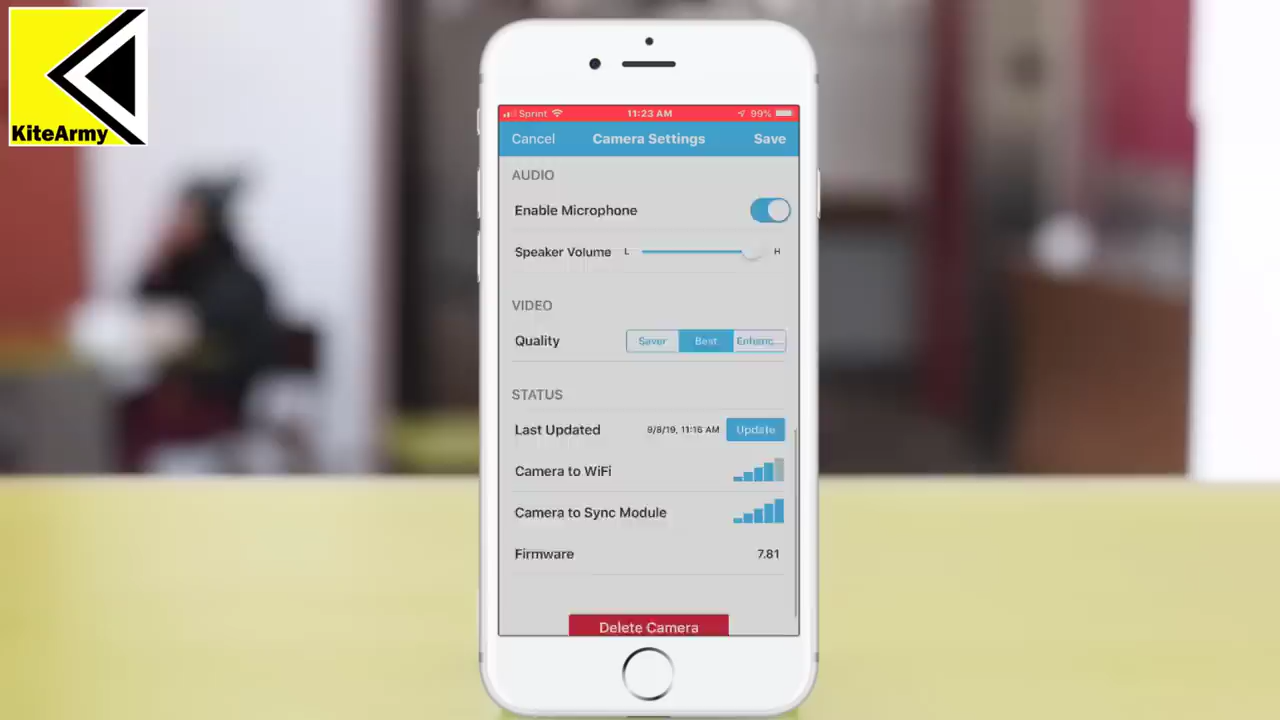 KiteArmy
Sprint 11:23 AM 99%
Cancel Camera Settings Save
AUDIO
Enable Microphone
Speaker Volume L H
VIDEO
Quality Saver Best Enhanc...
STATUS
Last Updated 9/8/19, 11:16 AM Update
Camera to WiFi
Camera to Sync Module
Firmware 7.81
Delete Camera